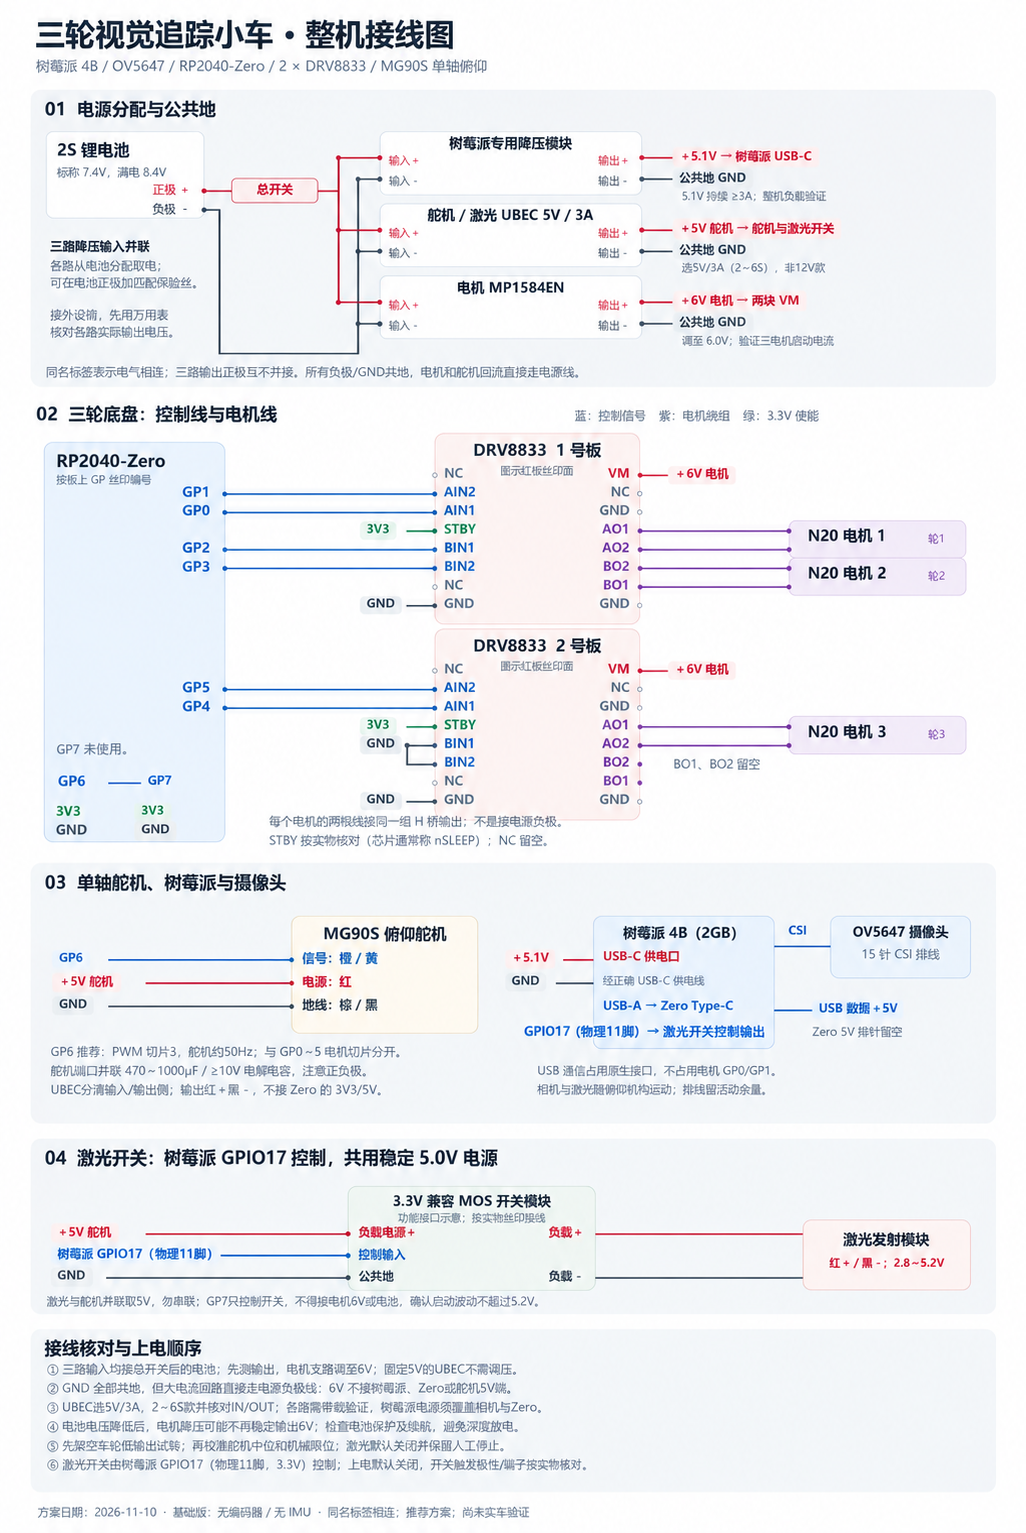 三轮视觉追踪小车 • 整机接线图
树莓派 4B / OV5647 / RP2040-Zero / 2 × DRV8833 / MG90S 单轴俯仰
01 电源分配与公共地
2S 锂电池
标称 7.4V，满电 8.4V
正极 +
负极 -
总开关
三路降压输入并联
各路从电池分配取电；
可在电池正极加匹配保险丝。
先用万用表
核对各路实际输出电压。
树莓派专用降压模块
输入 +
输出 +
输入 -
输出 -
+5.1V → 树莓派 USB-C
公共地 GND
5.1V 持续 ≥3A；整机负载验证
舵机 / 激光 UBEC 5V / 3A
输入 +
输出 +
输入 -
输出 -
+5V 舵机 → 舵机与激光开关
公共地 GND
选5V/3A（2~6S），非12V款
电机 MP1584EN
输入 +
输出 +
输入 -
输出 -
+6V 电机 → 两块 VM
公共地 GND
调至 6.0V；验证三电机启动电流
同名标签表示电气相连；三路输出正极互不并接。所有负极/GND共地，电机和舵机回流直接走电源线。
02 三轮底盘：控制线与电机线
蓝：控制信号 紫：电机绕组 绿：3.3V 使能
RP2040-Zero
按板上 GP 丝印编号
GP1
GP0
GP2
GP3
GP5
GP4
GP7 未使用。
GP6
GP7
3V3
3V3
GND
GND
3V3
GND
DRV8833 1 号板
图示红板丝印面
NC
VM
AIN2
NC
AIN1
GND
STBY
AO1
BIN1
AO2
BIN2
BO2
NC
BO1
GND
GND
+6V 电机
N20 电机 1 轮1
N20 电机 2 轮2
DRV8833 2 号板
图示红板丝印面
NC
VM
AIN2
NC
AIN1
GND
STBY
AO1
BIN1
AO2
BIN2
BO2
NC
BO1
GND
GND
3V3
GND
GND
+6V 电机
N20 电机 3 轮3
BO1、BO2 留空
每个电机的两根线接同一组 H 桥输出；不是接电源负极。
STBY 按实物核对（芯片通常称 nSLEEP）；NC 留空。
03 单轴舵机、树莓派与摄像头
GP6
+5V 舵机
GND
MG90S 俯仰舵机
信号：橙 / 黄
电源：红
地线：棕 / 黑
+5.1V
GND
树莓派 4B（2GB）
USB-C 供电口
经正确 USB-C 供电线
USB-A → Zero Type-C
GPIO17（物理11脚）→ 激光开关控制输出
CSI
OV5647 摄像头
15 针 CSI 排线
USB 数据 +5V
Zero 5V 排针留空
GP6 推荐：PWM 切片3，舵机约50Hz；与 GP0~5 电机切片分开。
舵机端口并联 470~1000μF / ≥10V 电解电容，注意正负极。
UBEC分清输入/输出侧；输出红 + 黑 -，不接 Zero 的 3V3/5V。
USB 通信占用原生接口，不占用电机 GP0/GP1。
相机与激光随俯仰机构运动；排线留活动余量。
04 激光开关：树莓派 GPIO17 控制，共用稳定 5.0V 电源
+5V 舵机
树莓派 GPIO17（物理11脚）
GND
3.3V 兼容 MOS 开关模块
功能接口示意；按实物丝印接线
负载电源+
负载+
控制输入
公共地
负载 -
激光发射模块
红 + / 黑 -；2.8~5.2V
激光与舵机并联取5V，勿串联；GP7只控制开关，不得接电机6V或电池，确认启动波动不超过5.2V。
接线核对与上电顺序
① 三路输入均接总开关后的电池；先测输出，电机支路调至6V；固定5V的UBEC不需调压。
② GND 全部共地，但大电流回路直接走电源负极线：6V 不接树莓派、Zero或舵机5V端。
③ UBEC选5V/3A，2~6S款并核对IN/OUT；各路需带载验证，树莓派电源须覆盖相机与Zero。
④ 电池电压降低后，电机降压可能不再稳定输出6V；检查电池保护及续航，避免深度放电。
⑤ 先架空车轮低输出试转；再校准舵机中位和机械限位；激光默认关闭并保留人工停止。
⑥ 激光开关由树莓派 GPIO17（物理11脚，3.3V）控制；上电默认关闭，开关触发极性/端子按实物核对。
方案日期：2026-11-10 · 基础版：无编码器 / 无 IMU · 同名标签相连；推荐方案；尚未实车验证